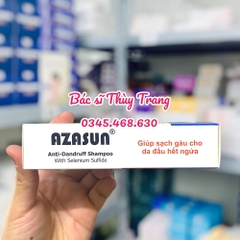 Bác sĩ Thùy Trang
0345.468.630
AZASUN®
Anti-Dandruff Shampoo
With Selenium Sulfide
Giúp sạch gàu cho
da đầu hết ngứa